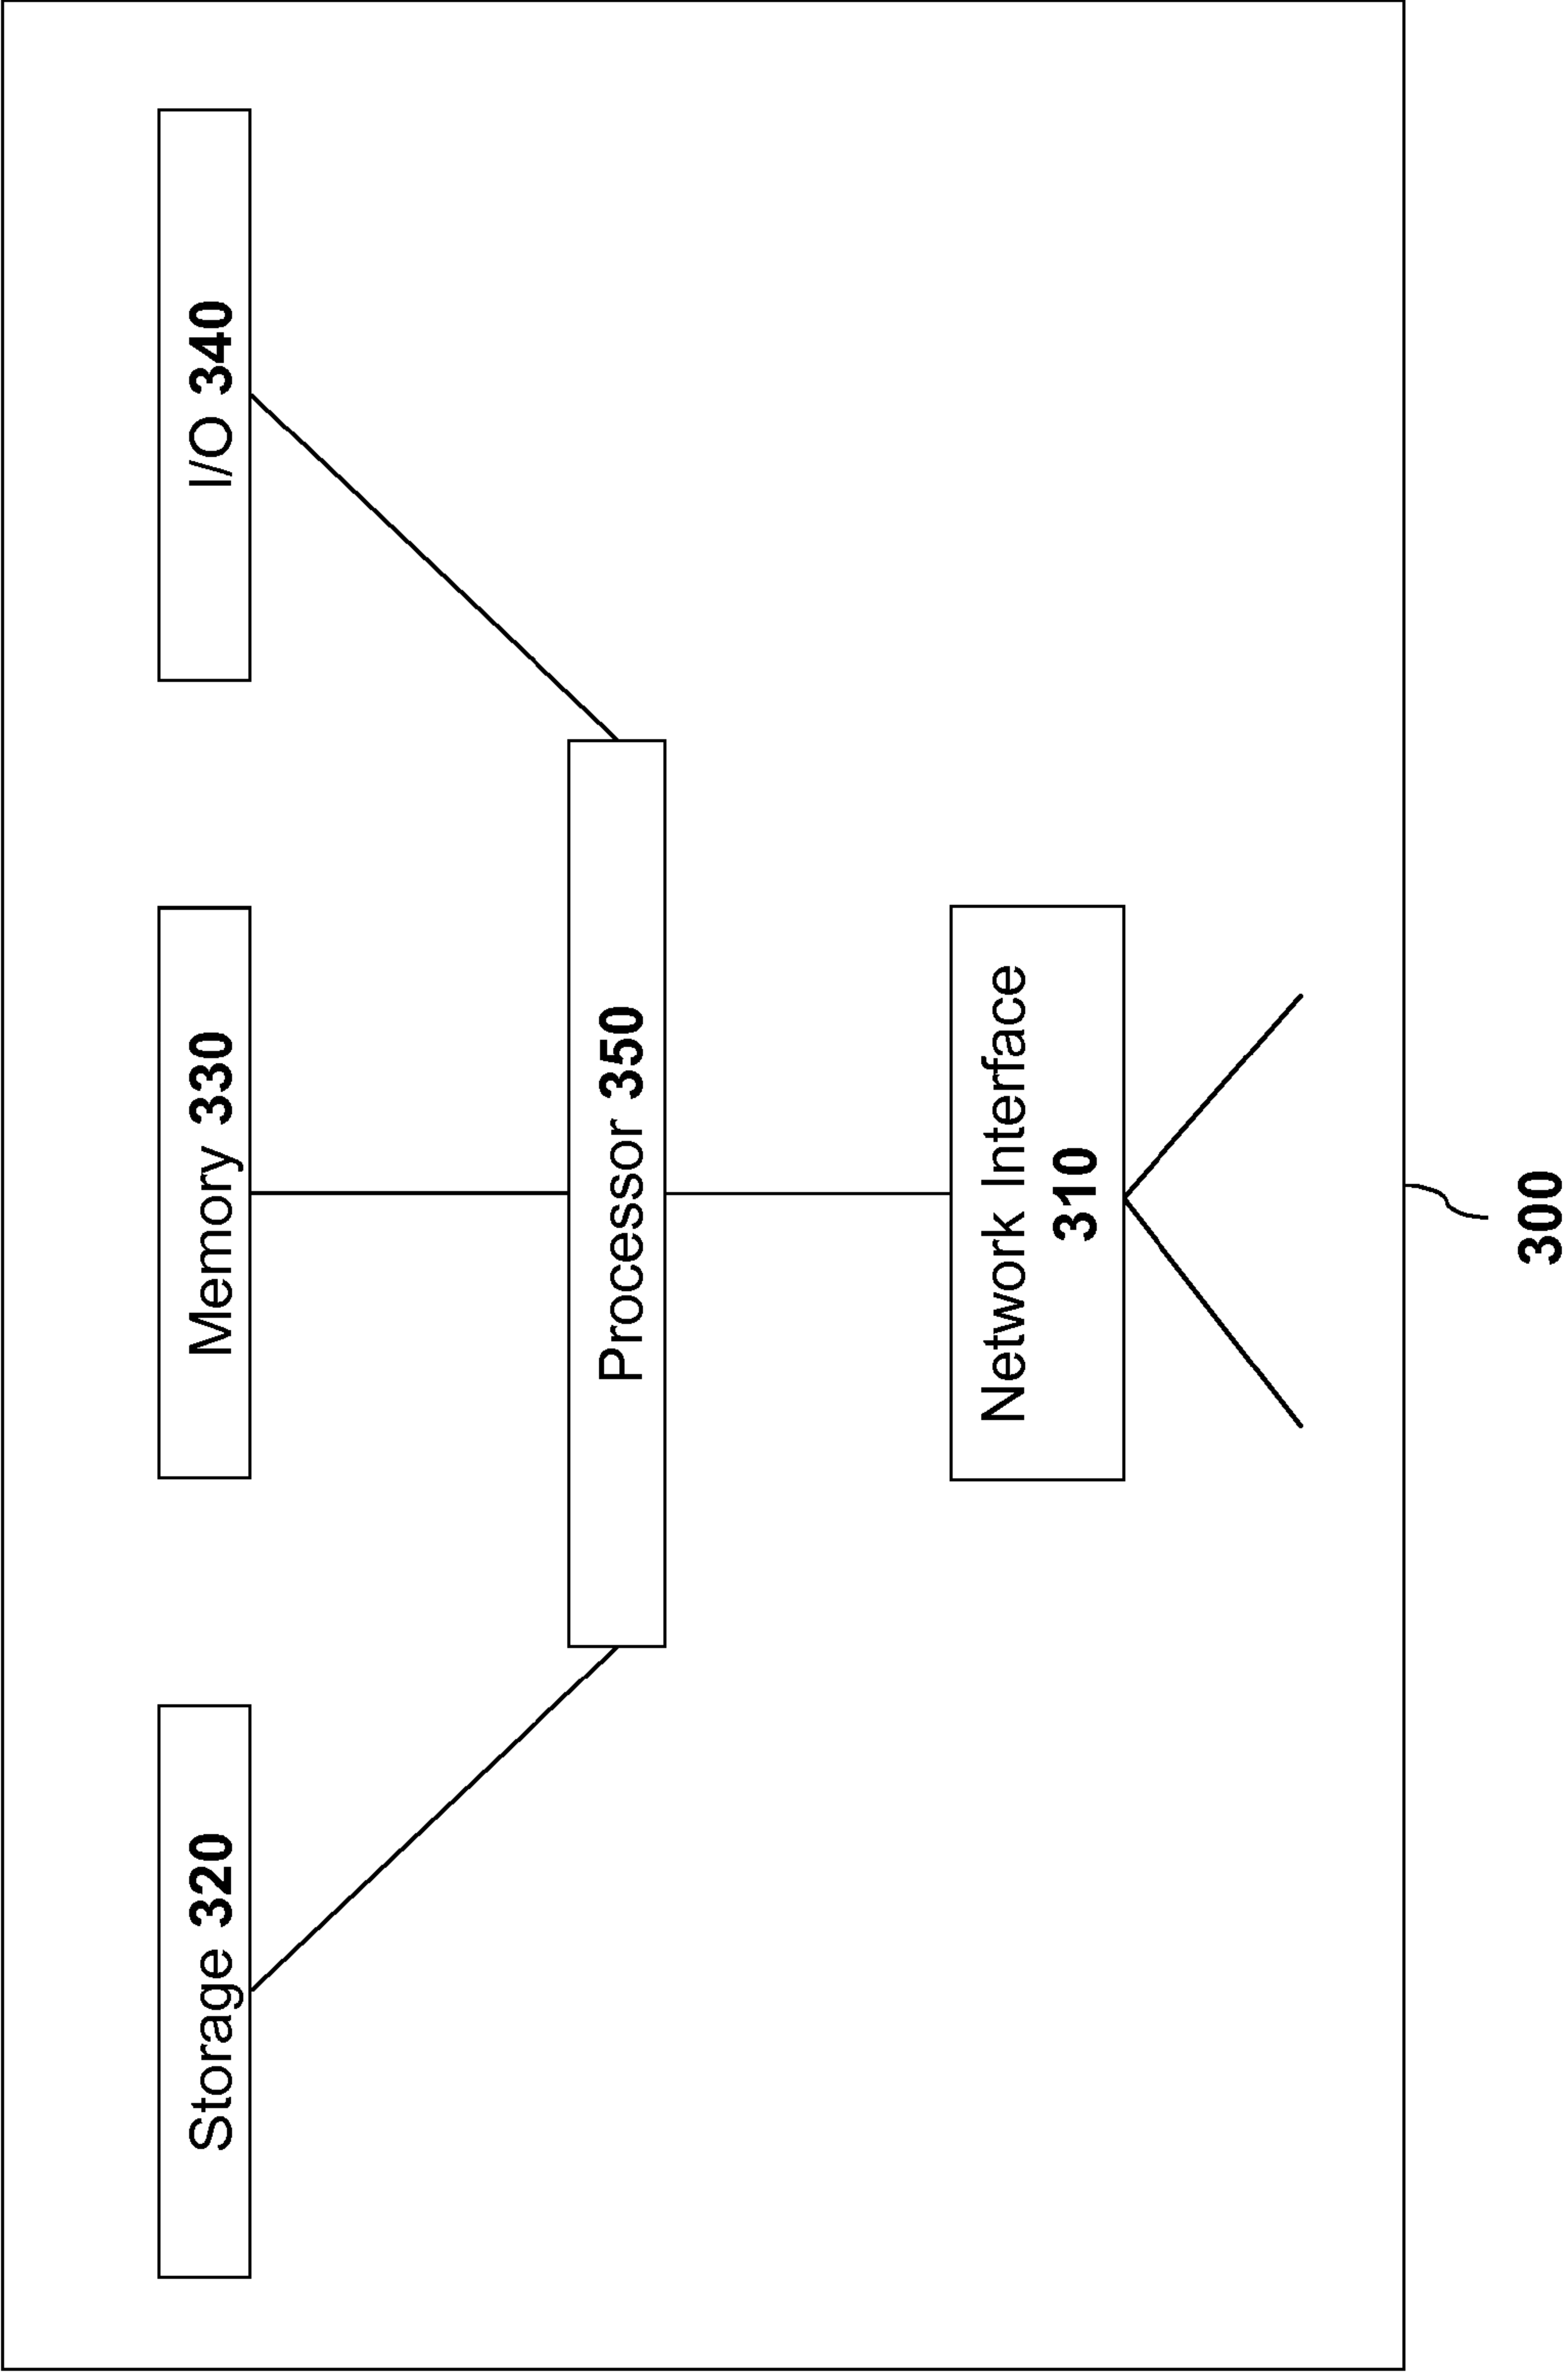 Storage 320
Memory 330
I/O 340
Processor 350
Network Interface
310
300